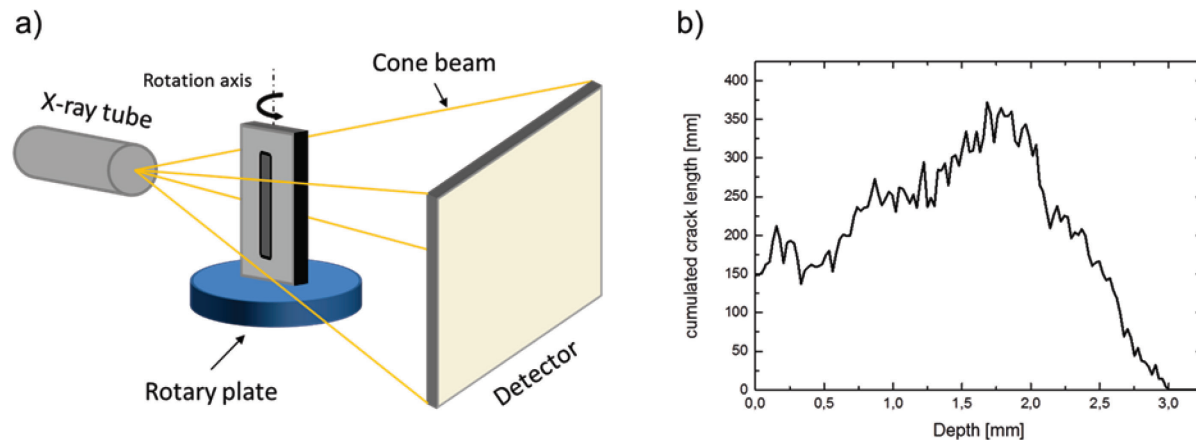 a)
Rotation axis
Cone beam
X-ray tube
Rotary plate
Detector
b)
cumulated crack length [mm]
400
350
300
250
200
150
100
50
0
0,0 0,5 1,0 1,5 2,0 2,5 3,0
Depth [mm]